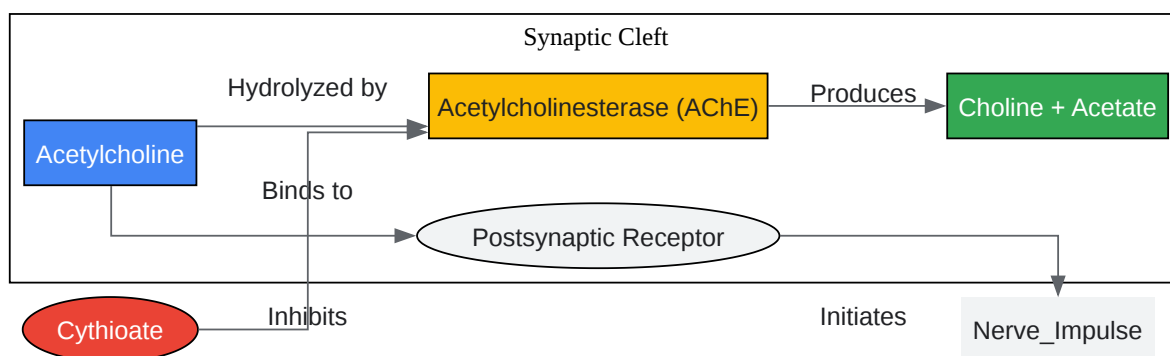 Synaptic Cleft
Hydrolyzed by
Acetylcholinesterase (AChE)
Produces
Choline + Acetate
Acetylcholine
Binds to
Postsynaptic Receptor
Cythioate
Inhibits
Initiates
Nerve_Impulse